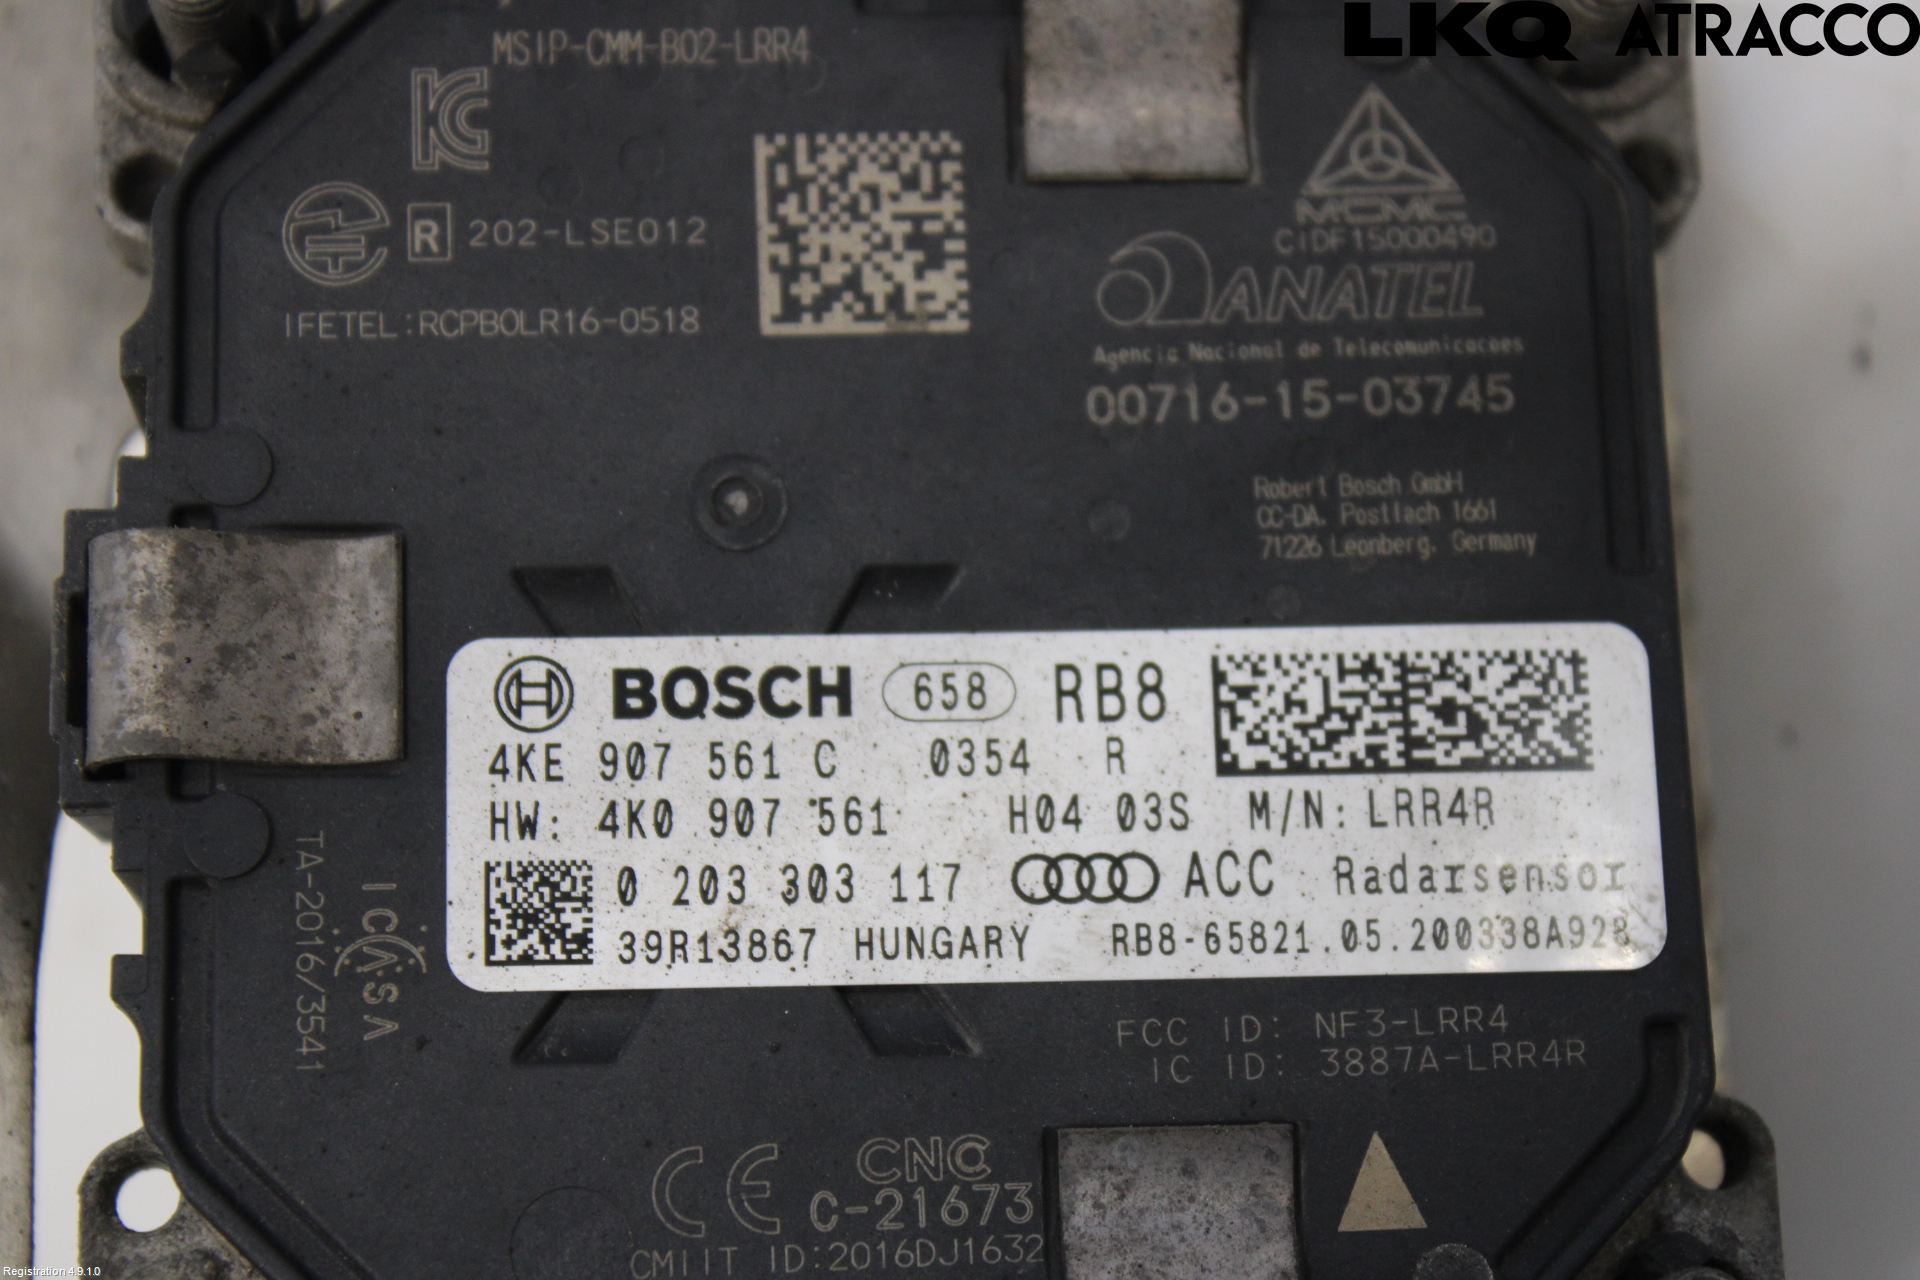 LKQ ATRACCO
MSIP-CMM-B02-LRR4
KC
R 202-LSE012
IFETEL:RCPBOLR16-0518
MCMC
CIDF15000490
ANATEL
Agencia Nacional de Telecomunicacoes
00716-15-03745
Robert Bosch GmbH
CC-DA, Postfach 1661
71226 Leonberg, Germany
BOSCH 658 RB8
4KE 907 561 C 0354 R
HW: 4K0 907 561 H04 03S M/N: LRR4R
0 203 303 117 ACC Radarsensor
39R13867 HUNGARY RB8-65821.05.200338A928
TA-2016/3541
ICASA
FCC ID: NF3-LRR4
IC ID: 3887A-LRR4R
CE
CNC
C-21673
CMIIT ID:2016DJ1632
Registration 4.9.1.0